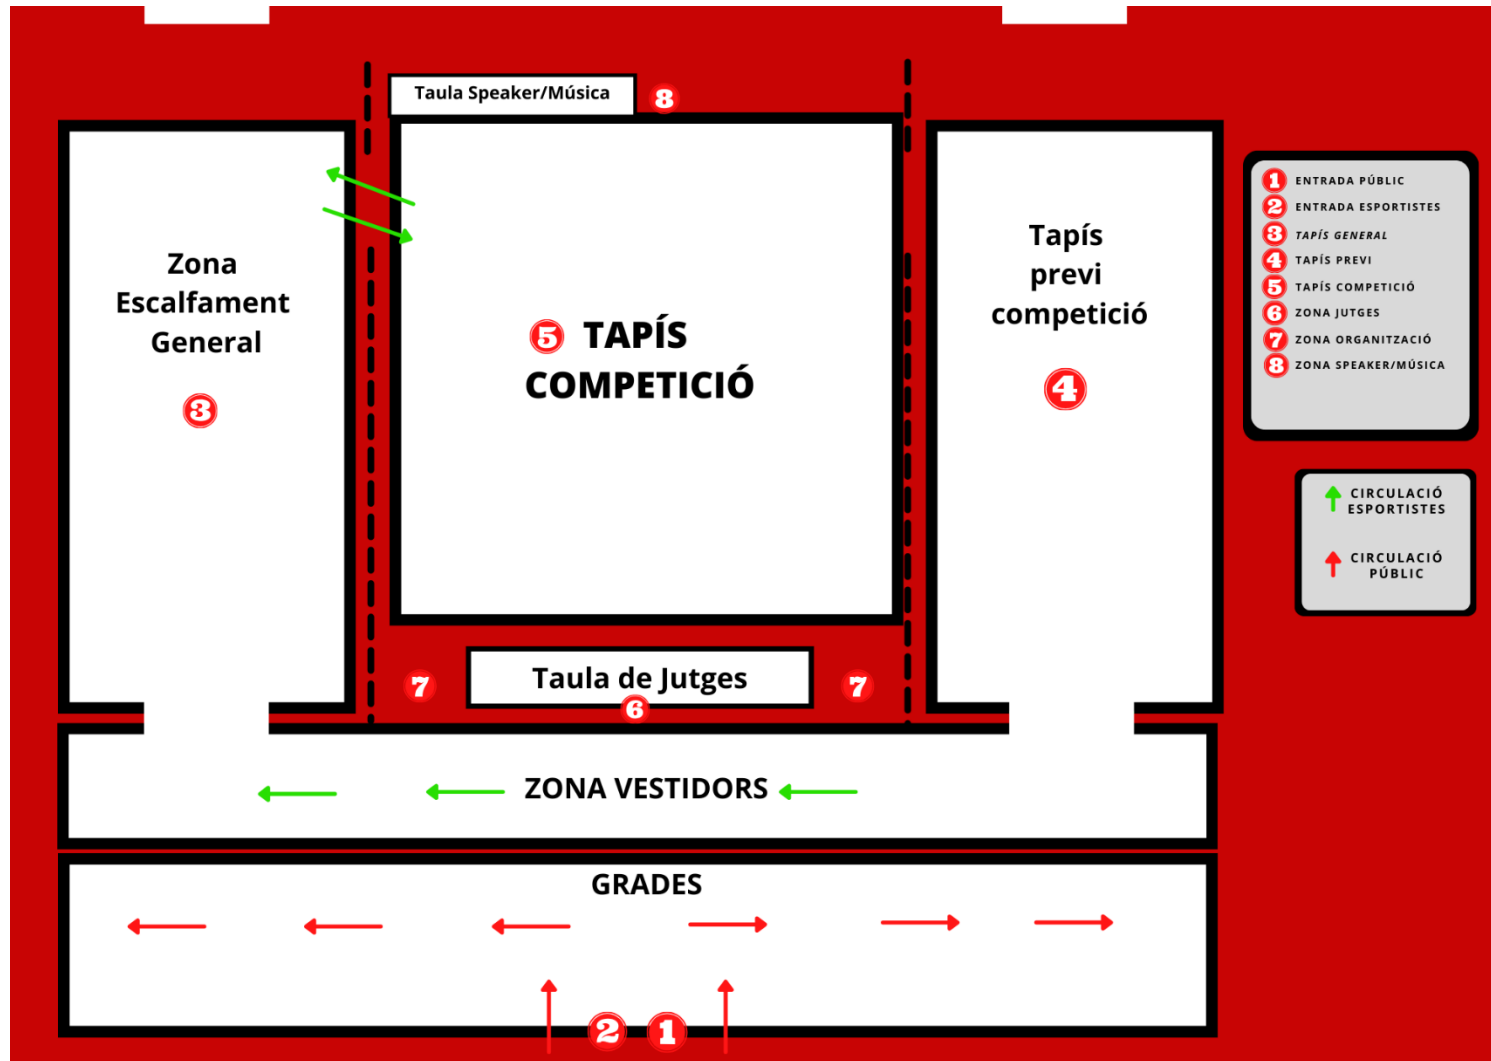 Taula Speaker/Música
8
Zona
Escalfament
General
3
5 TAPÍS
COMPETICIÓ
Tapís
previ
competició
4
1 ENTRADA PÚBLIC
2 ENTRADA ESPORTISTES
3 TAPÍS GENERAL
4 TAPÍS PREVI
5 TAPÍS COMPETICIÓ
6 ZONA JUTGES
7 ZONA ORGANITZACIÓ
8 ZONA SPEAKER/MÚSICA
CIRCULACIÓ
ESPORTISTES
CIRCULACIÓ
PÚBLIC
7
Taula de Jutges
6
7
ZONA VESTIDORS
GRADES
2 1